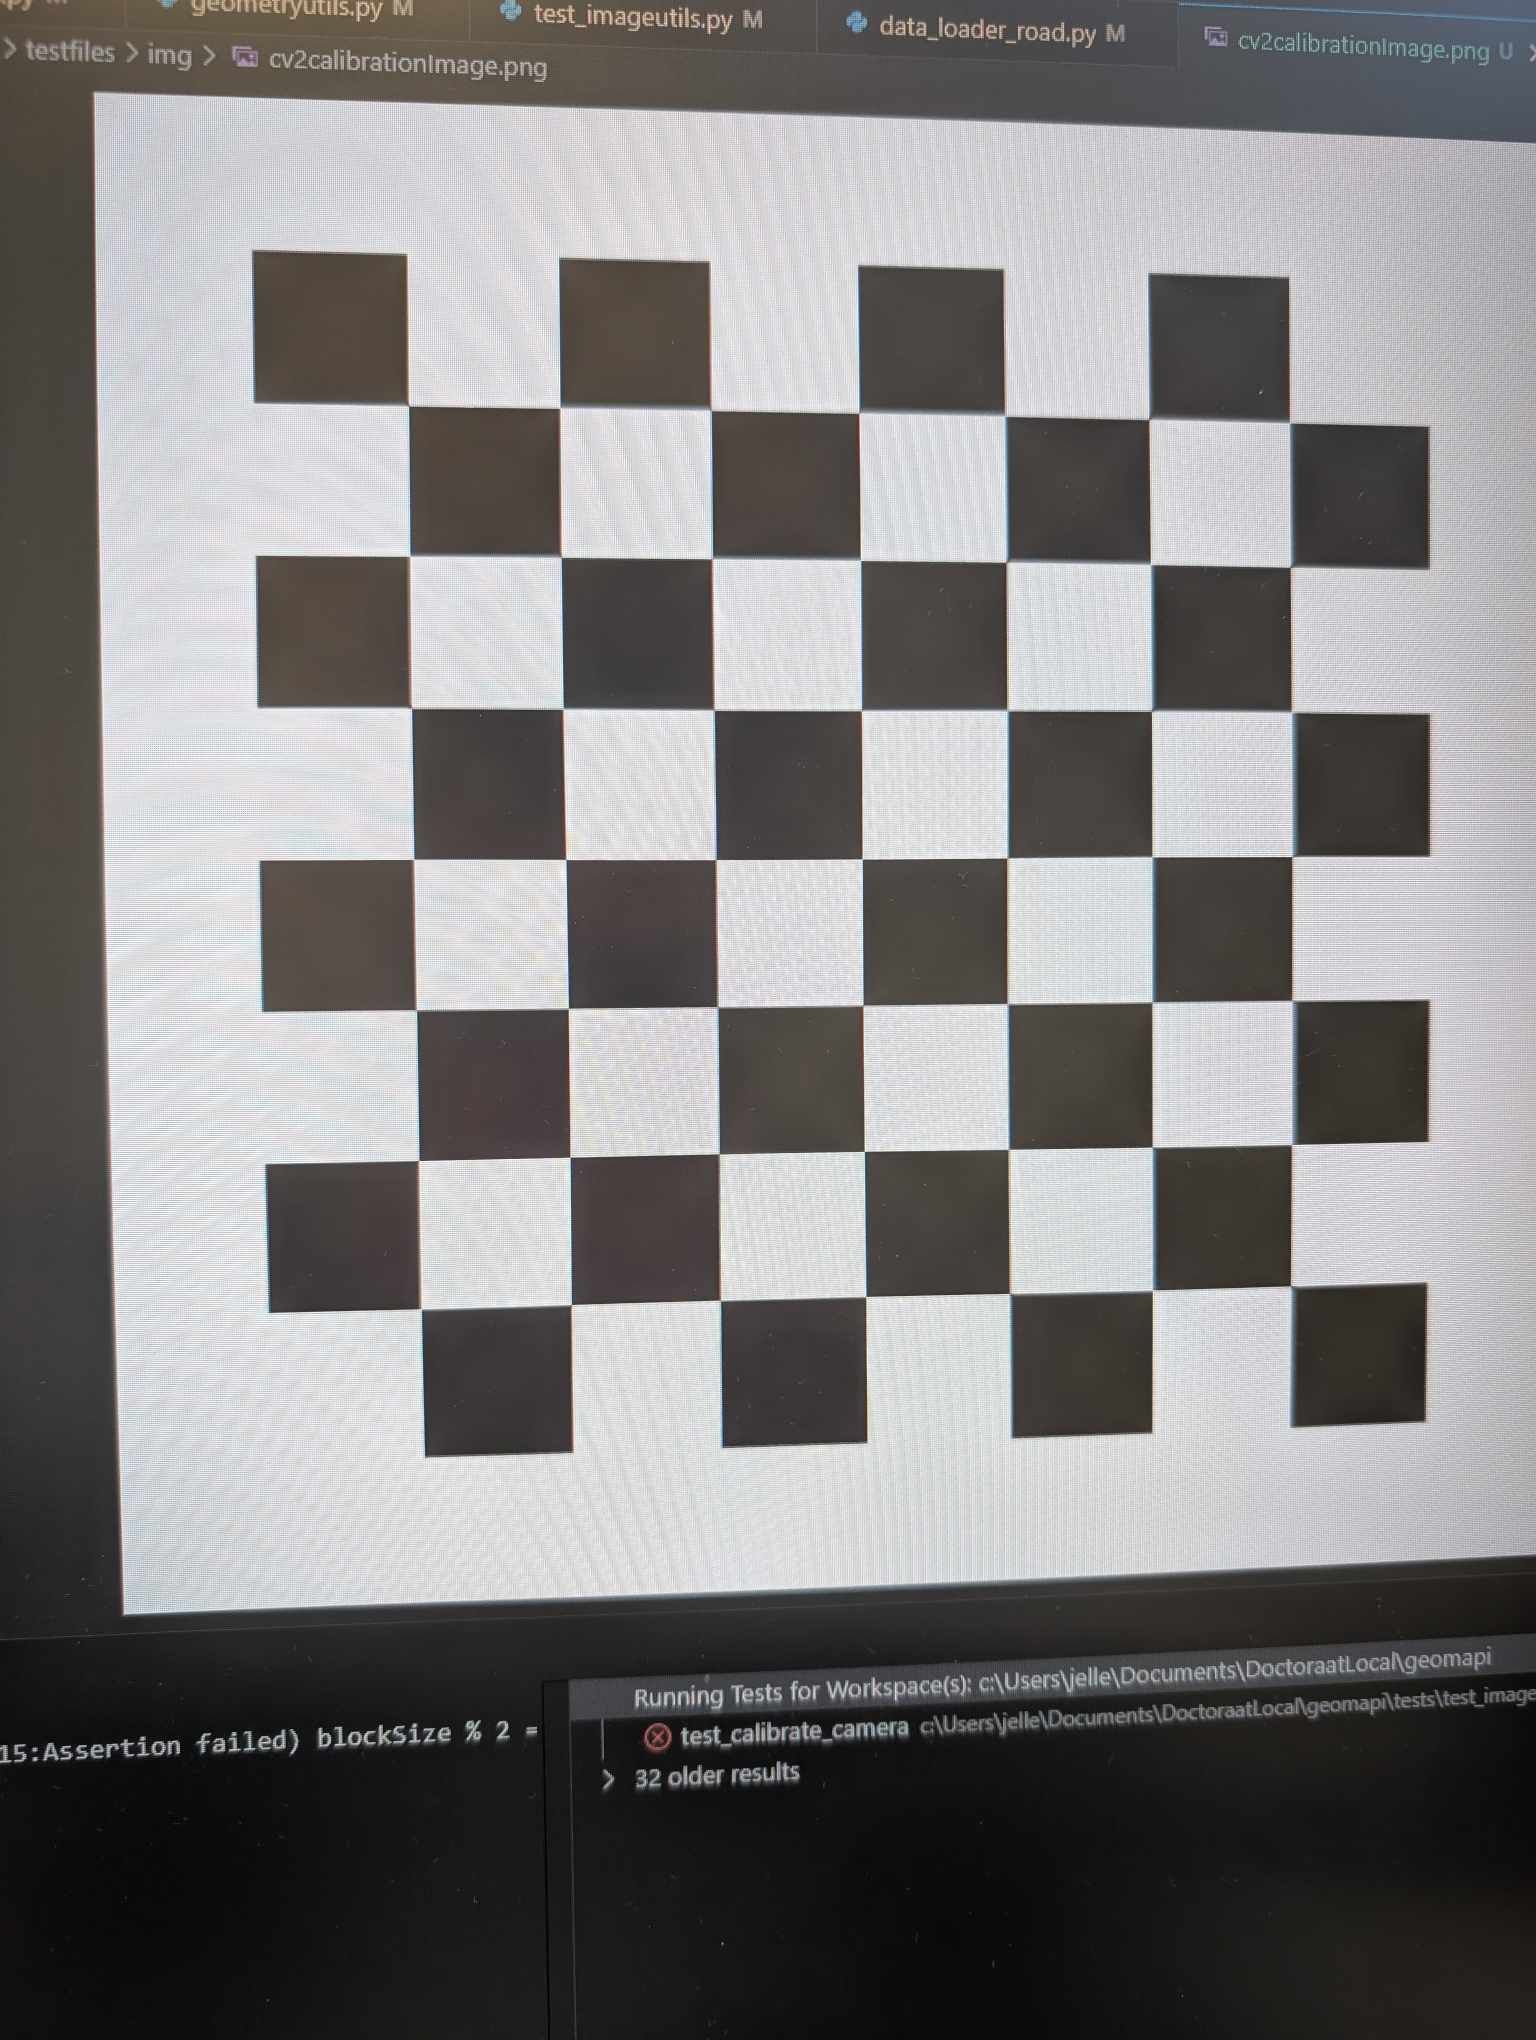 geometryutils.py M
test_imageutils.py M
data_loader_road.py M
cv2calibrationImage.png U
> testfiles > img > cv2calibrationImage.png
15:Assertion failed) blockSize % 2 =
Running Tests for Workspace(s): c:\Users\jelle\Documents\DoctoraatLocal\geomapi
test_calibrate_camera c:\Users\jelle\Documents\DoctoraatLocal\geomapi\tests\test_image
> 32 older results